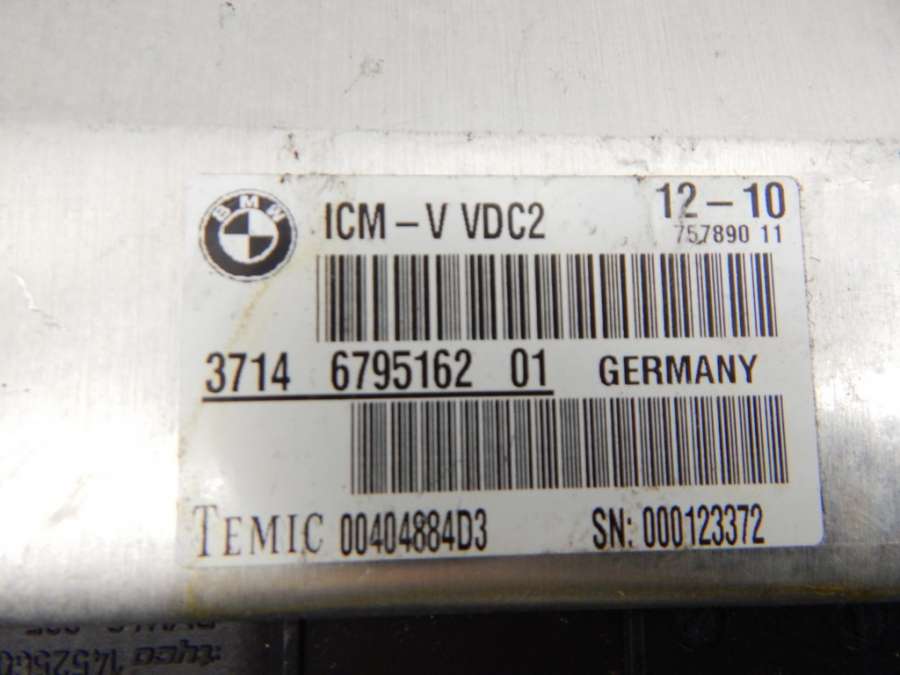 BMW
ICM - V VDC2
12 - 10
757890 11
3714 6795162 01 GERMANY
TEMIC 00404884D3 SN: 000123372